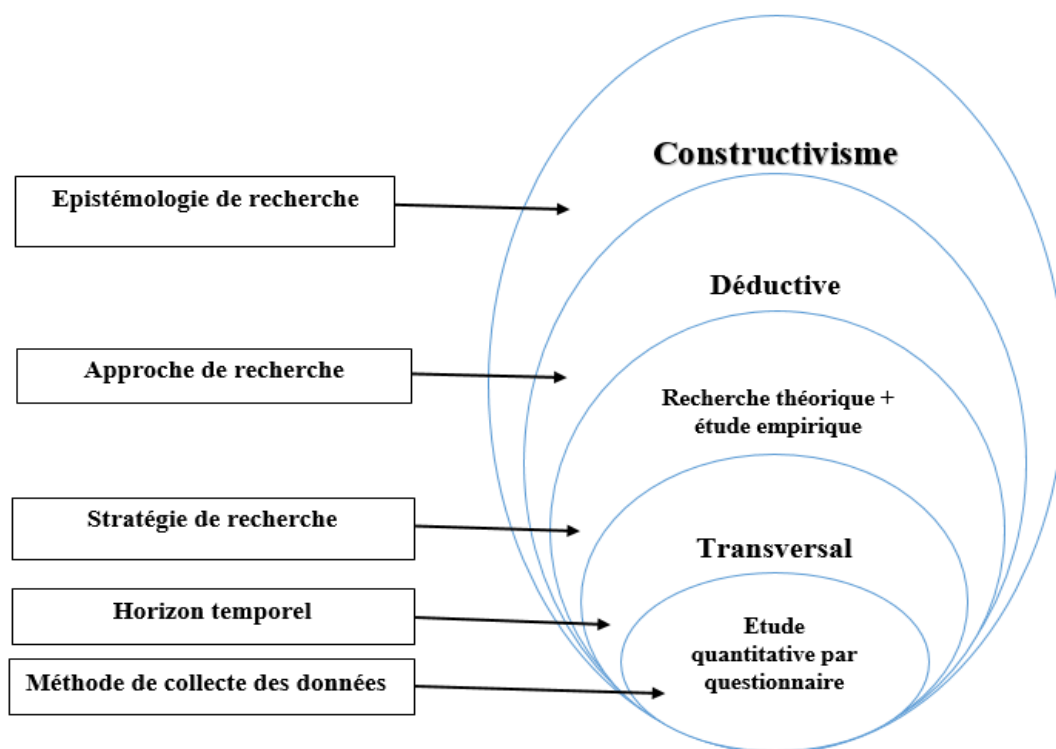 Constructivisme
Epistémologie de recherche
Déductive
Approche de recherche
Recherche théorique +
étude empirique
Stratégie de recherche
Transversal
Horizon temporel
Etude
quantitative par
questionnaire
Méthode de collecte des données